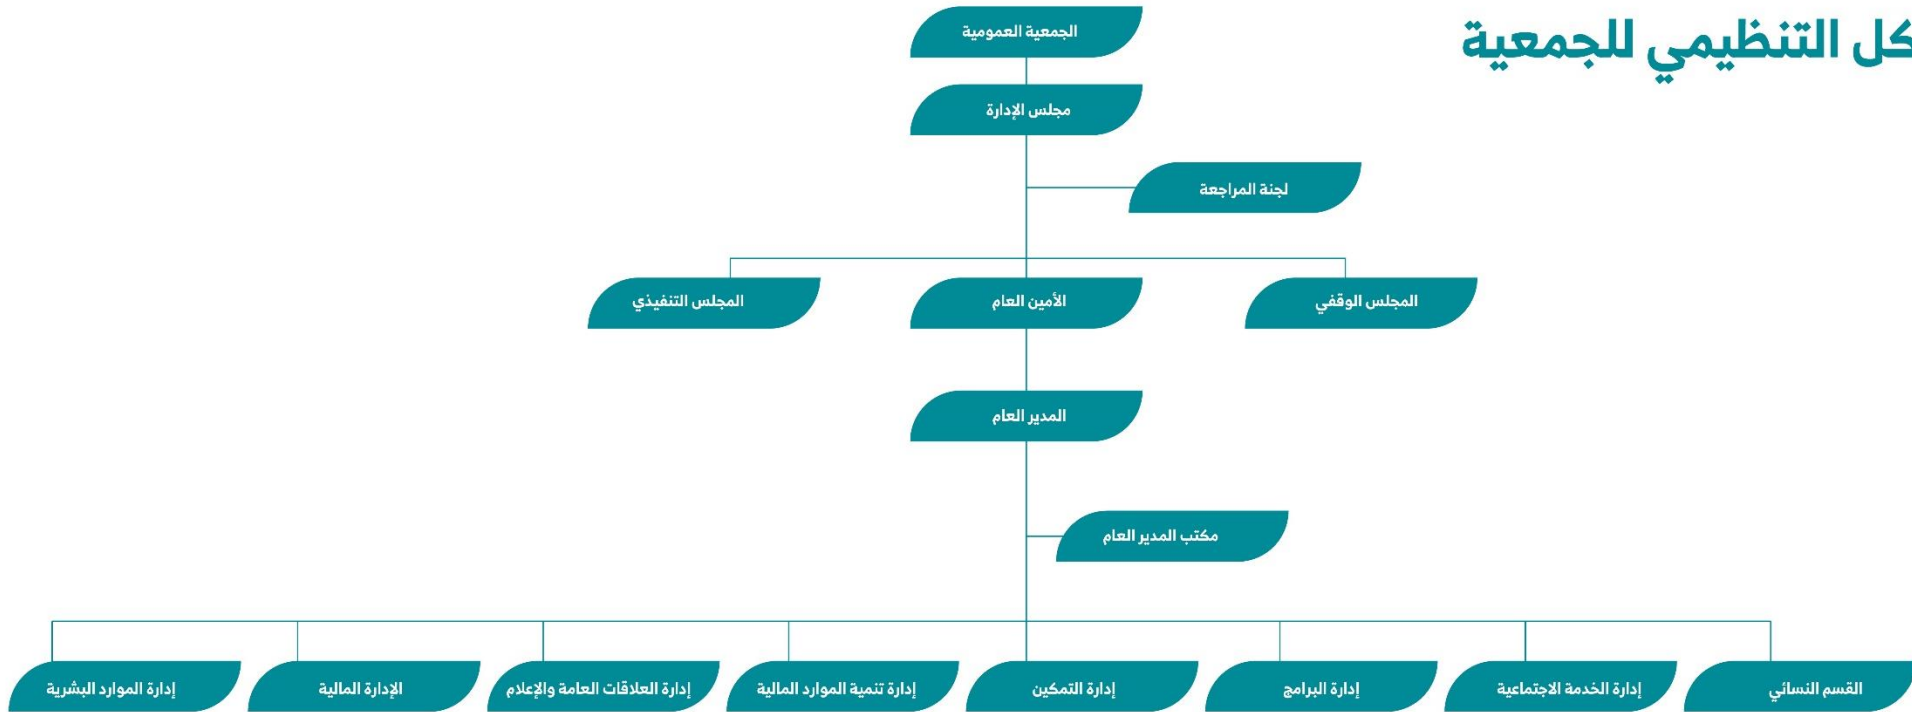 كل التنظيمي للجمعية
الجمعية العمومية
مجلس الإدارة
لجنة المراجعة
المجلس الوقفي
الأمين العام
المجلس التنفيذي
المدير العام
مكتب المدير العام
القسم النسائي
إدارة الخدمة الاجتماعية
إدارة البرامج
إدارة التمكين
إدارة تنمية الموارد المالية
إدارة العلاقات العامة والإعلام
الإدارة المالية
إدارة الموارد البشرية